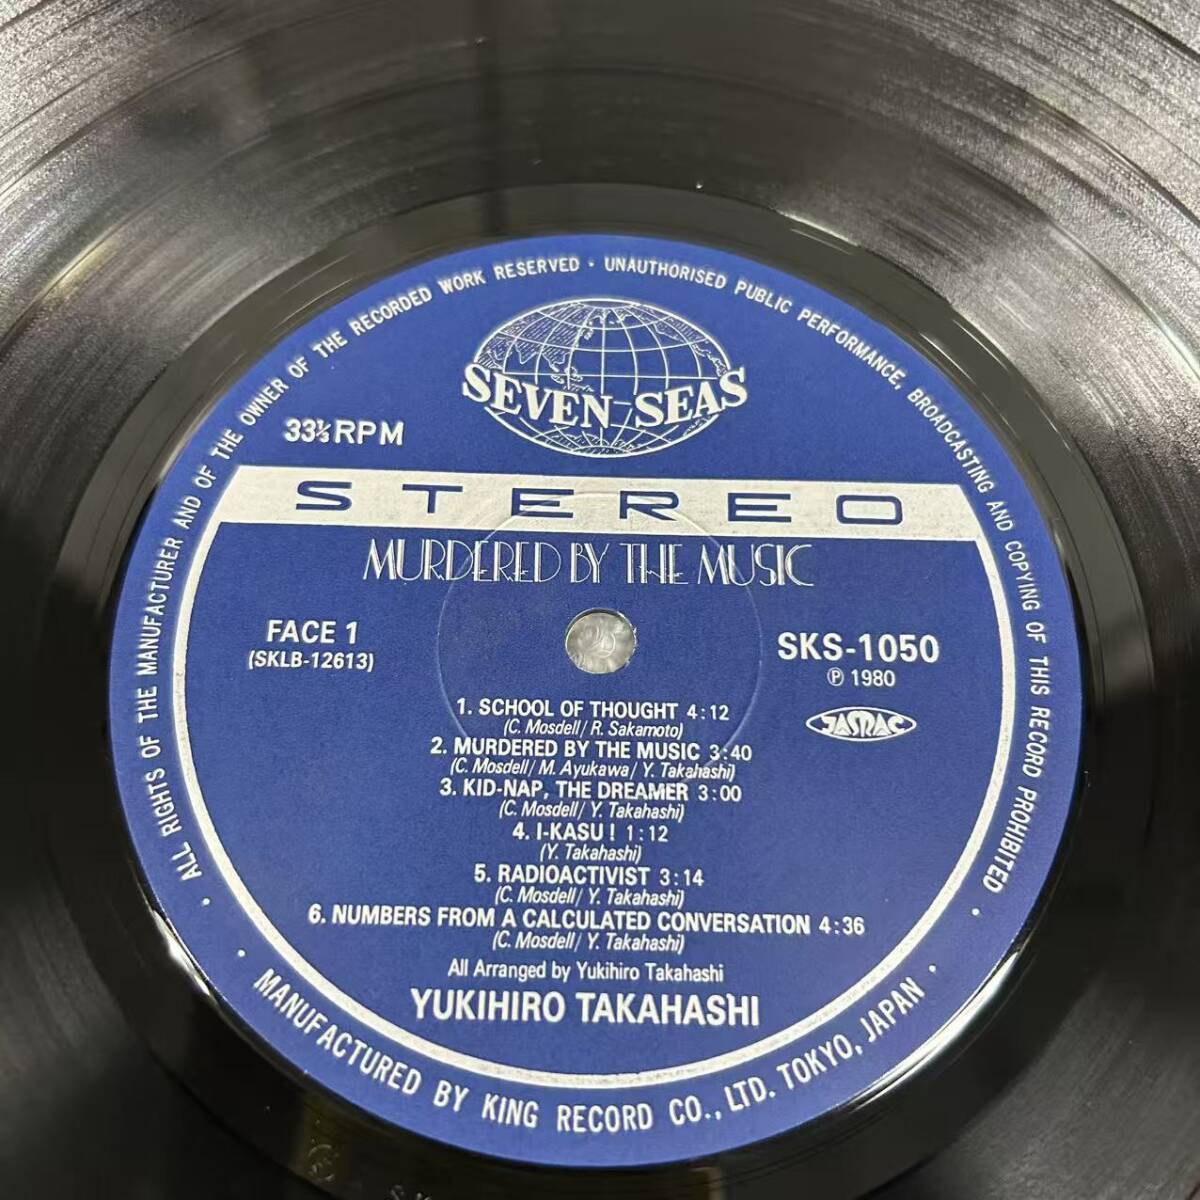 ALL RIGHTS OF THE MANUFACTURER AND OF THE OWNER OF THE RECORDED WORK RESERVED · UNAUTHORISED PUBLIC PERFORMANCE, BROADCASTING AND COPYING OF THIS RECORD PROHIBITED
SEVEN SEAS
33⅓RPM
STEREO
MURDERED BY THE MUSIC
FACE 1
(SKLB-12613)
SKS-1050
Ⓟ 1980
JASRAC
1. SCHOOL OF THOUGHT 4:12
(C. Mosdell/R. Sakamoto)
2. MURDERED BY THE MUSIC 3:40
(C. Mosdell/M. Ayukawa/Y. Takahashi)
3. KID-NAP, THE DREAMER 3:00
(C. Mosdell/Y. Takahashi)
4. I-KASU! 1:12
(Y. Takahashi)
5. RADIOACTIVIST 3:14
(C. Mosdell/Y. Takahashi)
6. NUMBERS FROM A CALCULATED CONVERSATION 4:36
(C. Mosdell/Y. Takahashi)
All Arranged by Yukihiro Takahashi
YUKIHIRO TAKAHASHI
· MANUFACTURED BY KING RECORD CO., LTD. TOKYO, JAPAN ·